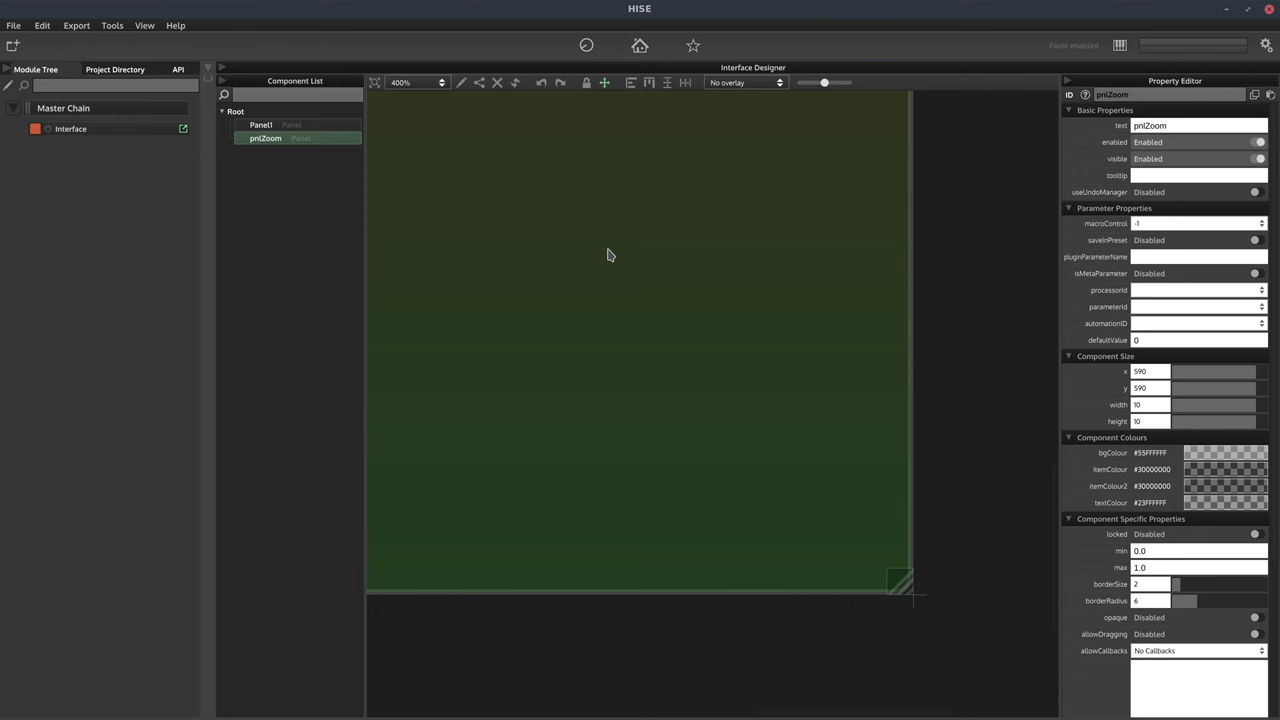 HISE
File Edit Export Tools View Help
Faust enabled
Module Tree Project Directory API
Master Chain
Interface
Component List
Root
Panel1 Panel
pnlZoom Panel
Interface Designer
400% No overlay
Property Editor
ID pnlZoom
Basic Properties
text pnlZoom
enabled Enabled
visible Enabled
tooltip
useUndoManager Disabled
Parameter Properties
macroControl -1
saveInPreset Disabled
pluginParameterName
isMetaParameter Disabled
processorId
parameterId
automationID
defaultValue 0
Component Size
x 590
y 590
width 10
height 10
Component Colours
bgColour #55FFFFFF
itemColour #30000000
itemColour2 #30000000
textColour #23FFFFFF
Component Specific Properties
locked Disabled
min 0.0
max 1.0
borderSize 2
borderRadius 6
opaque Disabled
allowDragging Disabled
allowCallbacks No Callbacks